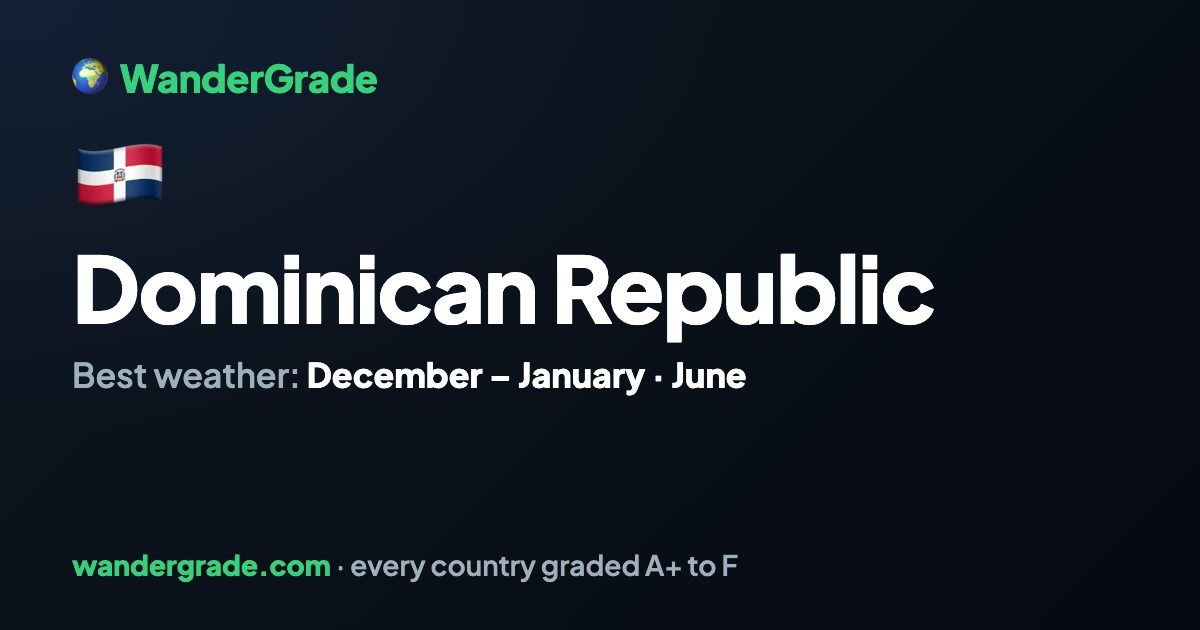 WanderGrade
Dominican Republic
Best weather: December – January · June
wandergrade.com · every country graded A+ to F